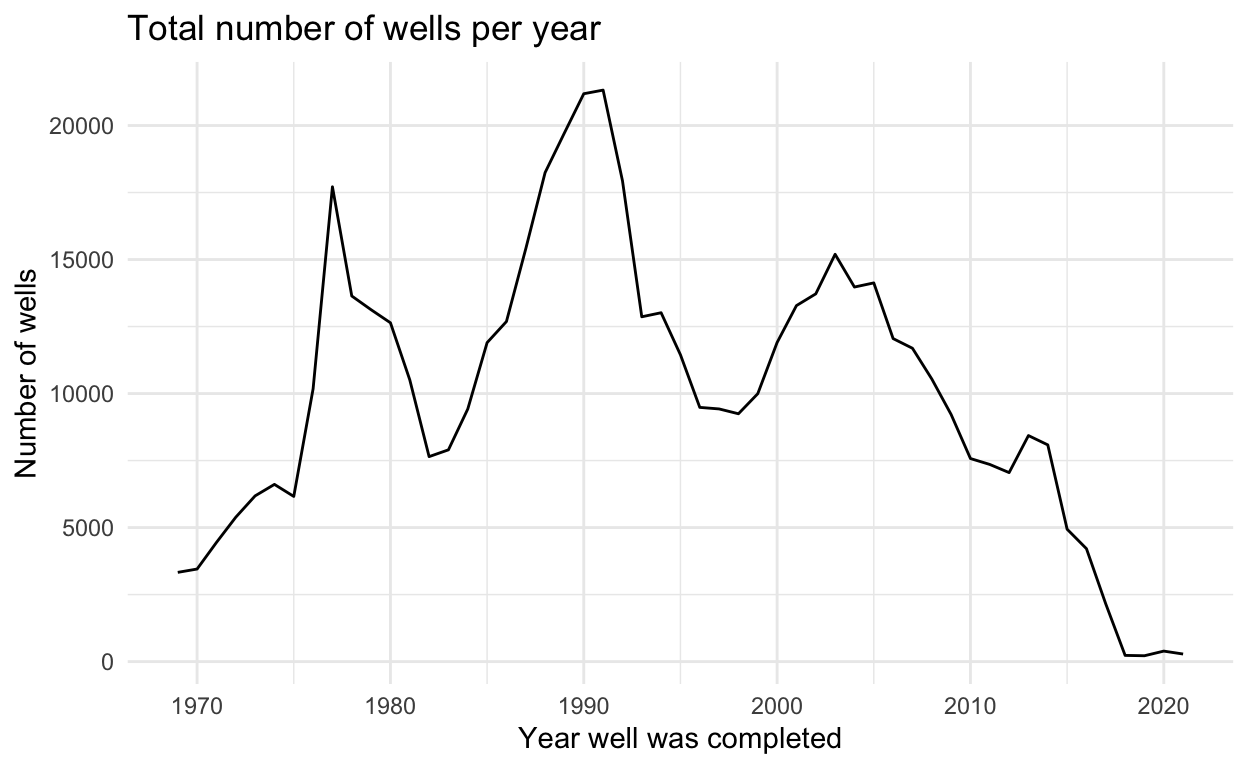 Total number of wells per year
Number of wells
20000
15000
10000
5000
0
1970 1980 1990 2000 2010 2020
Year well was completed